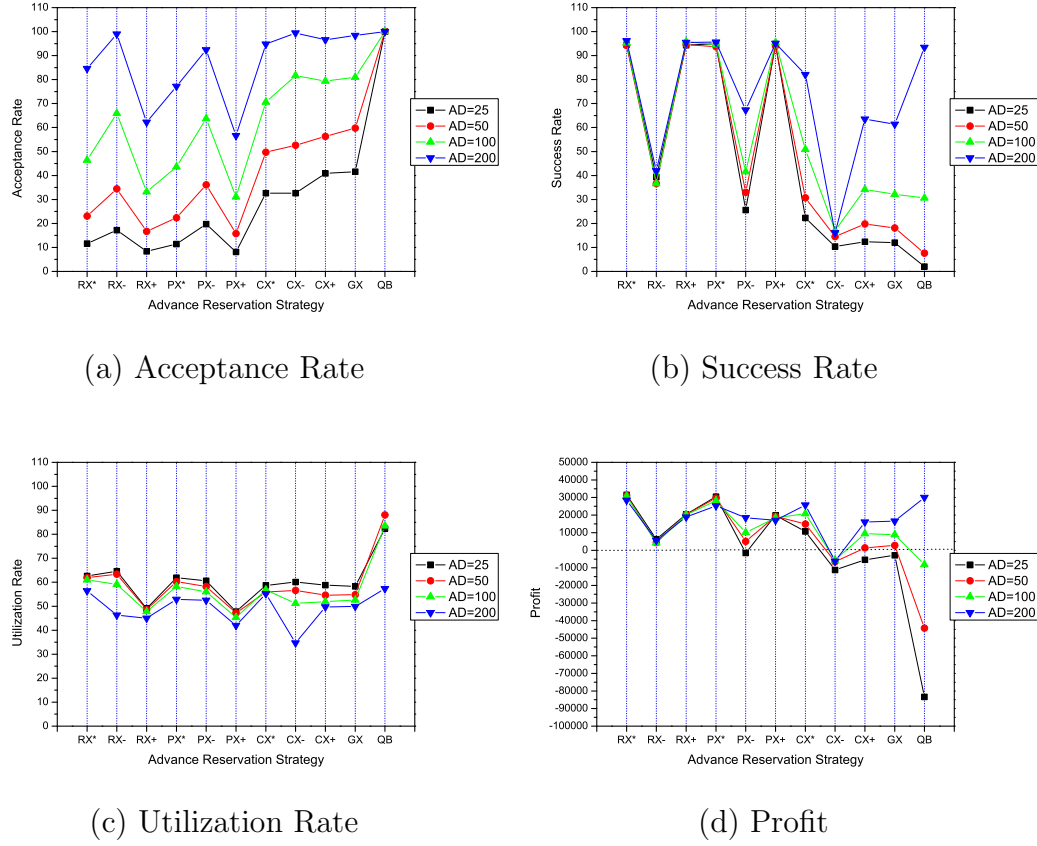 110
100
90
80
70
60
50
40
30
20
10
0
Acceptance Rate
RX* RX- RX+ PX* PX- PX+ CX* CX- CX+ GX QB
Advance Reservation Strategy
AD=25
AD=50
AD=100
AD=200
(a) Acceptance Rate
110
100
90
80
70
60
50
40
30
20
10
0
Success Rate
RX* RX- RX+ PX* PX- PX+ CX* CX- CX+ GX QB
Advance Reservation Strategy
AD=25
AD=50
AD=100
AD=200
(b) Success Rate
110
100
90
80
70
60
50
40
30
20
10
0
Utilization Rate
RX* RX- RX+ PX* PX- PX+ CX* CX- CX+ GX QB
Advance Reservation Strategy
AD=25
AD=50
AD=100
AD=200
(c) Utilization Rate
50000
40000
30000
20000
10000
0
-10000
-20000
-30000
-40000
-50000
-60000
-70000
-80000
-90000
-100000
Profit
RX* RX- RX+ PX* PX- PX+ CX* CX- CX+ GX QB
Advance Reservation Strategy
AD=25
AD=50
AD=100
AD=200
(d) Profit